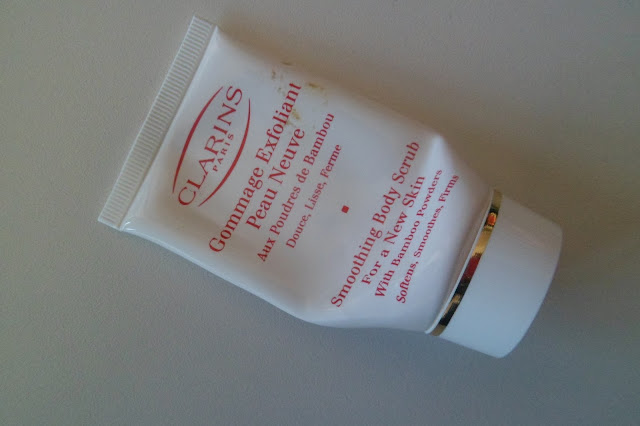 CLARINS
PARIS
Gommage Exfoliant
Peau Neuve
Aux Poudres de Bambou
Douce, Lisse, Ferme
Smoothing Body Scrub
For a New Skin
With Bamboo Powders
Softens, Smoothes, Firms